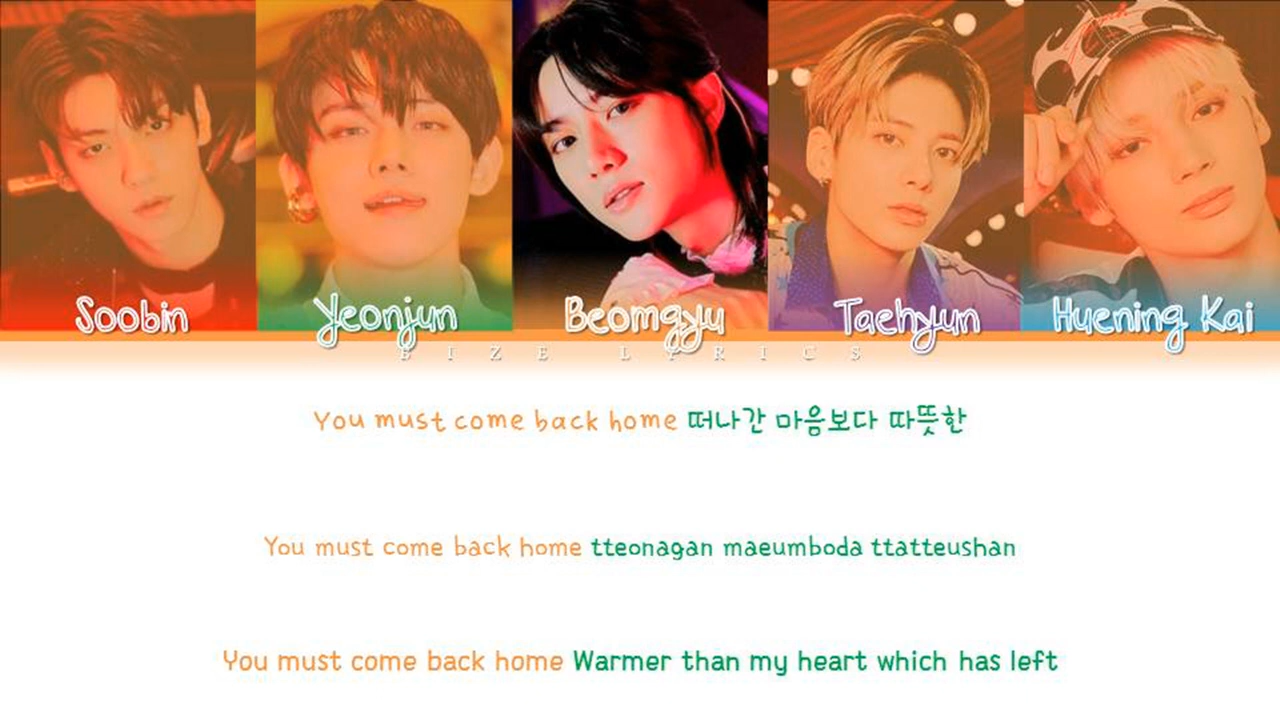 Soobin Yeonjun Beomgyu Taehyun Huening Kai
BIZE LYRICS
You must come back home 떠나간 마음보다 따뜻한
You must come back home tteonagan maeumboda ttatteushan
You must come back home Warmer than my heart which has left